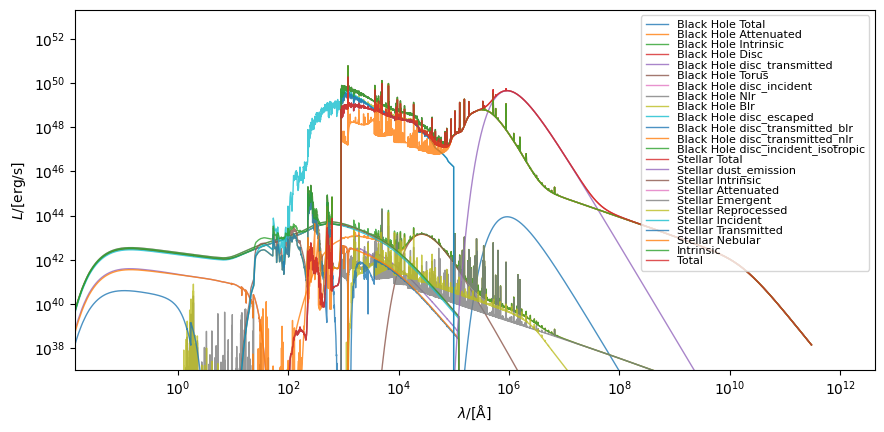 10^52
10^50
10^48
10^46
10^44
10^42
10^40
10^38
L/[erg/s]
10^0
10^2
10^4
10^6
10^8
10^10
10^12
λ/[Å]
Black Hole Total
Black Hole Attenuated
Black Hole Intrinsic
Black Hole Disc
Black Hole disc_transmitted
Black Hole Torus
Black Hole disc_incident
Black Hole Nlr
Black Hole Blr
Black Hole disc_escaped
Black Hole disc_transmitted_blr
Black Hole disc_transmitted_nlr
Black Hole disc_incident_isotropic
Stellar Total
Stellar dust_emission
Stellar Intrinsic
Stellar Attenuated
Stellar Emergent
Stellar Reprocessed
Stellar Incident
Stellar Transmitted
Stellar Nebular
Intrinsic
Total